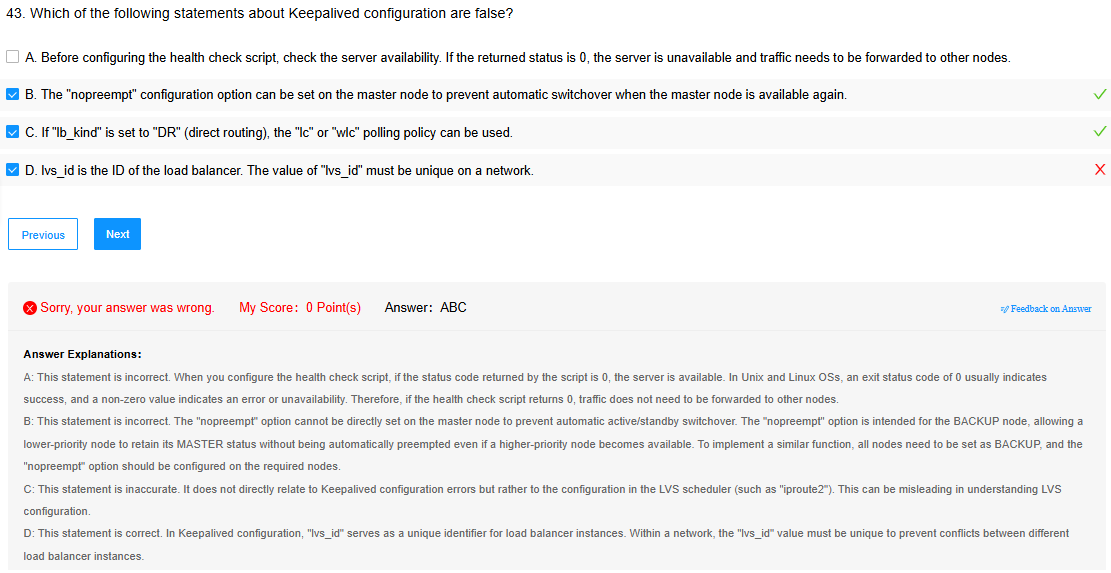 43. Which of the following statements about Keepalived configuration are false?
A. Before configuring the health check script, check the server availability. If the returned status is 0, the server is unavailable and traffic needs to be forwarded to other nodes.
B. The "nopreempt" configuration option can be set on the master node to prevent automatic switchover when the master node is available again.
C. If "lb_kind" is set to "DR" (direct routing), the "lc" or "wlc" polling policy can be used.
D. lvs_id is the ID of the load balancer. The value of "lvs_id" must be unique on a network.
Previous Next
Sorry, your answer was wrong. My Score: 0 Point(s) Answer: ABC Feedback on Answer
Answer Explanations:
A: This statement is incorrect. When you configure the health check script, if the status code returned by the script is 0, the server is available. In Unix and Linux OSs, an exit status code of 0 usually indicates
success, and a non-zero value indicates an error or unavailability. Therefore, if the health check script returns 0, traffic does not need to be forwarded to other nodes.
B: This statement is incorrect. The "nopreempt" option cannot be directly set on the master node to prevent automatic active/standby switchover. The "nopreempt" option is intended for the BACKUP node, allowing a
lower-priority node to retain its MASTER status without being automatically preempted even if a higher-priority node becomes available. To implement a similar function, all nodes need to be set as BACKUP, and the
"nopreempt" option should be configured on the required nodes.
C: This statement is inaccurate. It does not directly relate to Keepalived configuration errors but rather to the configuration in the LVS scheduler (such as "iproute2"). This can be misleading in understanding LVS
configuration.
D: This statement is correct. In Keepalived configuration, "lvs_id" serves as a unique identifier for load balancer instances. Within a network, the "lvs_id" value must be unique to prevent conflicts between different
load balancer instances.